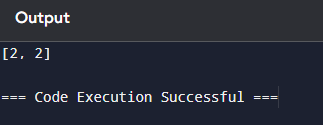 Output
[2, 2]
=== Code Execution Successful ===